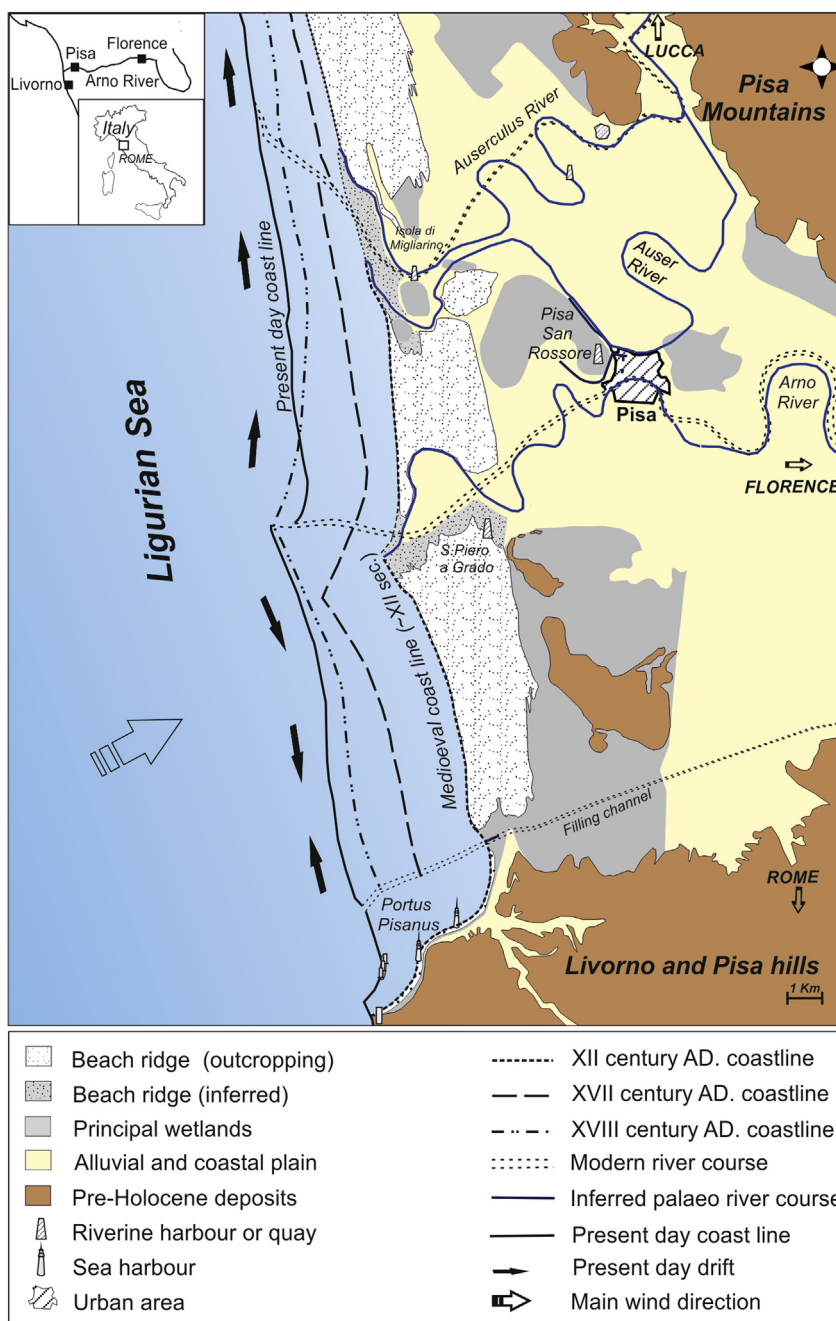 Florence
Pisa
Livorno
Arno River
Italy
ROME
LUCCA
Pisa
Mountains
Auserculus River
Isola di
Migliarino
Auser
River
Present day coast line
Pisa
San
Rossore
Pisa
Arno
River
FLORENCE
Ligurian Sea
S.Piero
a Grado
Medioeval coast line (~XII sec.)
Filling channel
ROME
Portus
Pisanus
Livorno and Pisa hills
1 Km
Beach ridge (outcropping)
Beach ridge (inferred)
Principal wetlands
Alluvial and coastal plain
Pre-Holocene deposits
Riverine harbour or quay
Sea harbour
Urban area
XII century AD. coastline
XVII century AD. coastline
XVIII century AD. coastline
Modern river course
Inferred palaeo river course
Present day coast line
Present day drift
Main wind direction